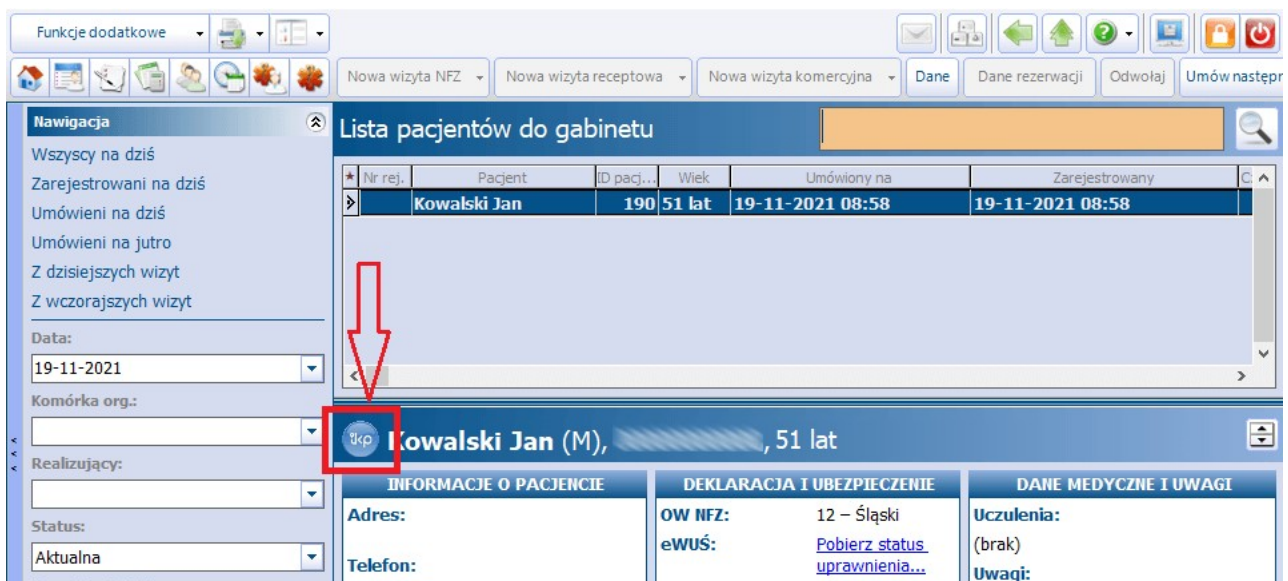 Funkcje dodatkowe
Nowa wizyta NFZ Nowa wizyta receptowa Nowa wizyta komercyjna Dane Dane rezerwacji Odwołaj Umów następr
Nawigacja
Wszyscy na dziś
Zarejestrowani na dziś
Umówieni na dziś
Umówieni na jutro
Z dzisiejszych wizyt
Z wczorajszych wizyt
Data:
19-11-2021
Komórka org.:
Realizujący:
Status:
Aktualna
Lista pacjentów do gabinetu
Nr rej. Pacjent ID pacj... Wiek Umówiony na Zarejestrowany
Kowalski Jan 190 51 lat 19-11-2021 08:58 19-11-2021 08:58
ikp Kowalski Jan (M), , 51 lat
INFORMACJE O PACJENCIE
Adres:
Telefon:
DEKLARACJA I UBEZPIECZENIE
OW NFZ: 12 – Śląski
eWUŚ: Pobierz status
uprawnienia...
DANE MEDYCZNE I UWAGI
Uczulenia:
(brak)
Uwagi: